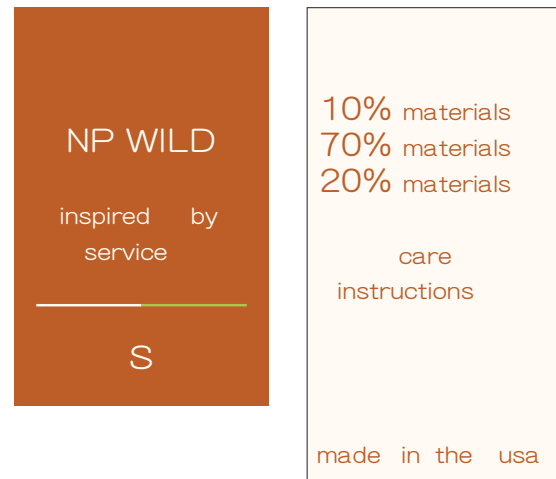 NP WILD
inspired by
service
S
10% materials
70% materials
20% materials
care
instructions
made in the usa